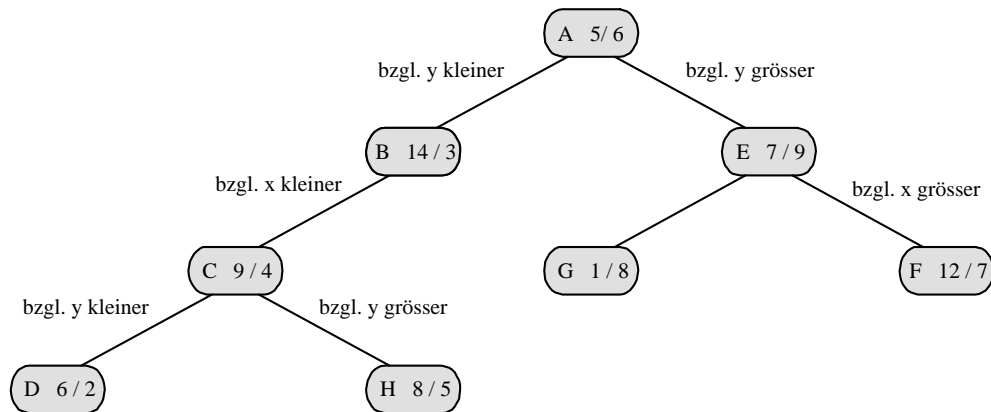 A 5/ 6
bzgl. y kleiner
bzgl. y grösser
B 14 / 3
E 7 / 9
bzgl. x kleiner
bzgl. x grösser
C 9 / 4
G 1 / 8
F 12 / 7
bzgl. y kleiner
bzgl. y grösser
D 6 / 2
H 8 / 5